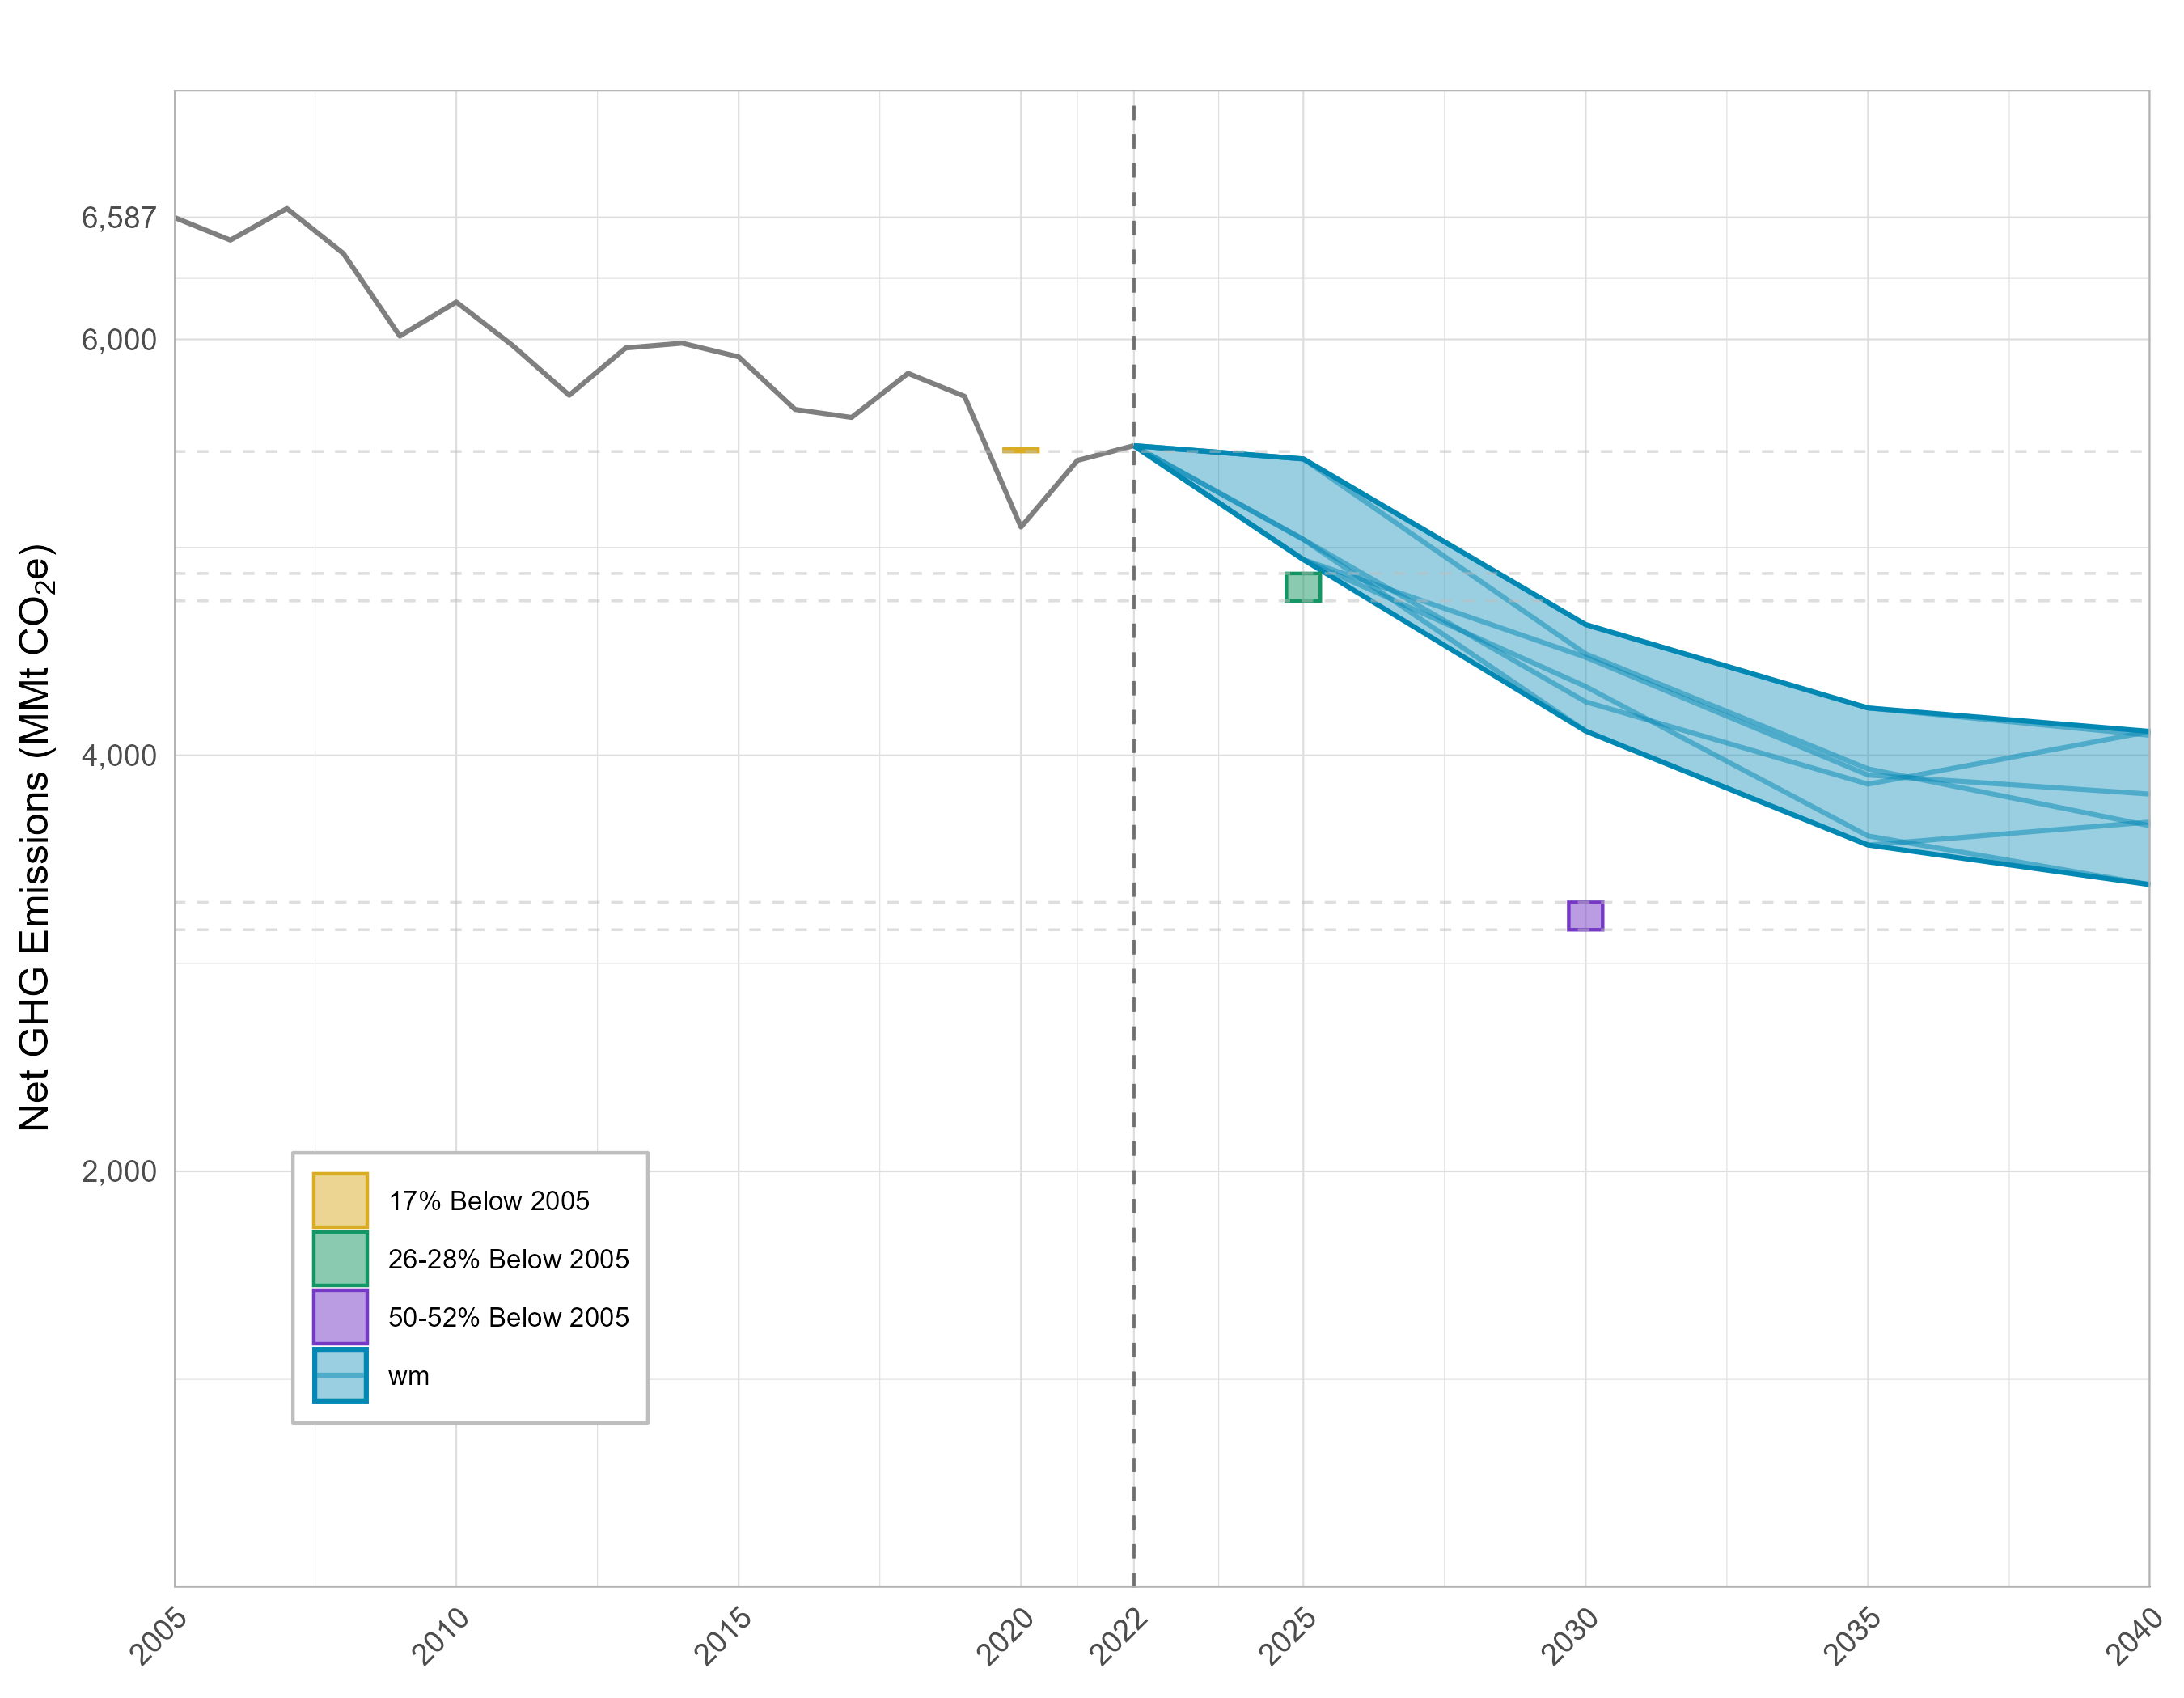 Net GHG Emissions (MMt CO₂e)
6,587
6,000
4,000
2,000
17% Below 2005
26-28% Below 2005
50-52% Below 2005
wm
2005
2010
2015
2020
2022
2025
2030
2035
2040